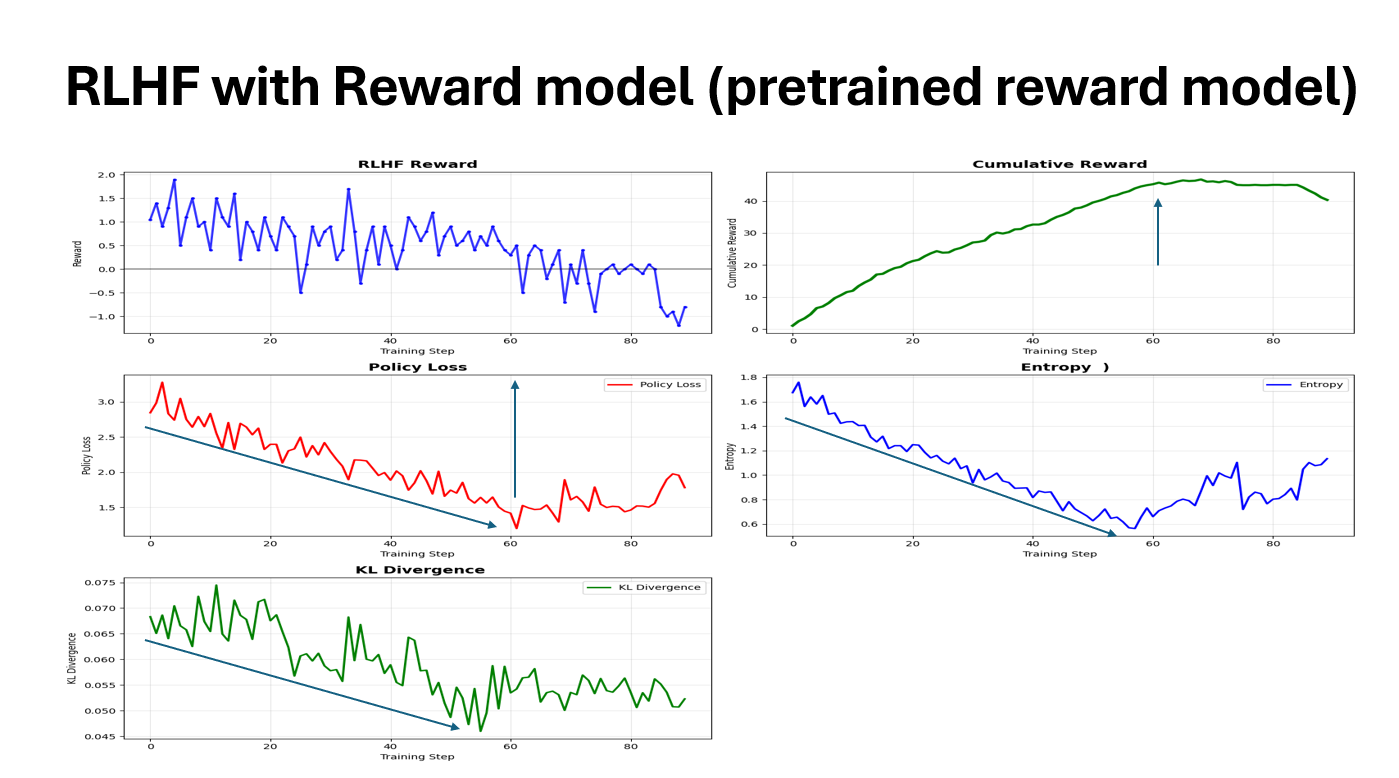 RLHF with Reward model (pretrained reward model)
RLHF Reward
2.0
1.5
1.0
0.5
0.0
−0.5
−1.0
Reward
0 20 40 60 80
Training Step
Cumulative Reward
40
30
20
10
0
Cumulative Reward
0 20 40 60 80
Training Step
Policy Loss
Policy Loss
3.0
2.5
2.0
1.5
Policy Loss
0 20 40 60 80
Training Step
Entropy )
Entropy
1.8
1.6
1.4
1.2
1.0
0.8
0.6
Entropy
0 20 40 60 80
Training Step
KL Divergence
KL Divergence
0.075
0.070
0.065
0.060
0.055
0.050
0.045
KL Divergence
0 20 40 60 80
Training Step